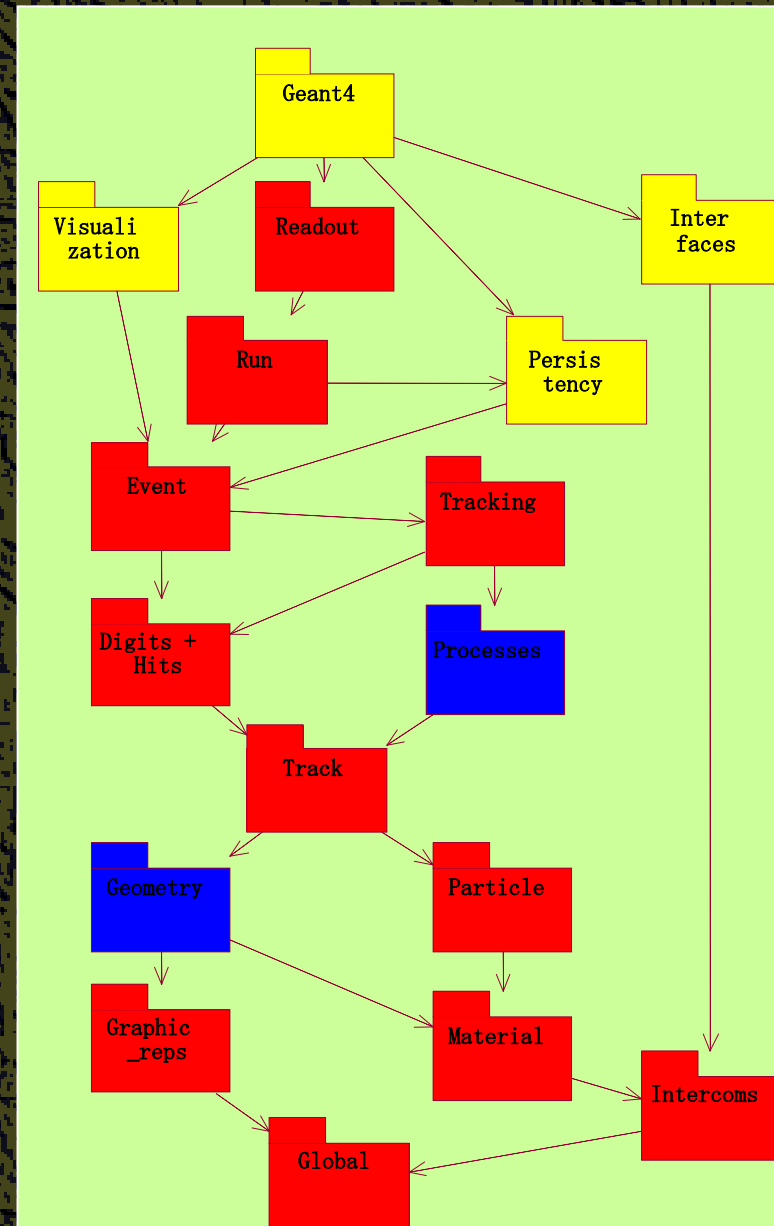 Geant4
Visuali
zation
Readout
Inter
faces
Run
Persis
tency
Event
Tracking
Digits +
Hits
Processes
Track
Geometry
Particle
Graphic
_reps
Material
Intercoms
Global